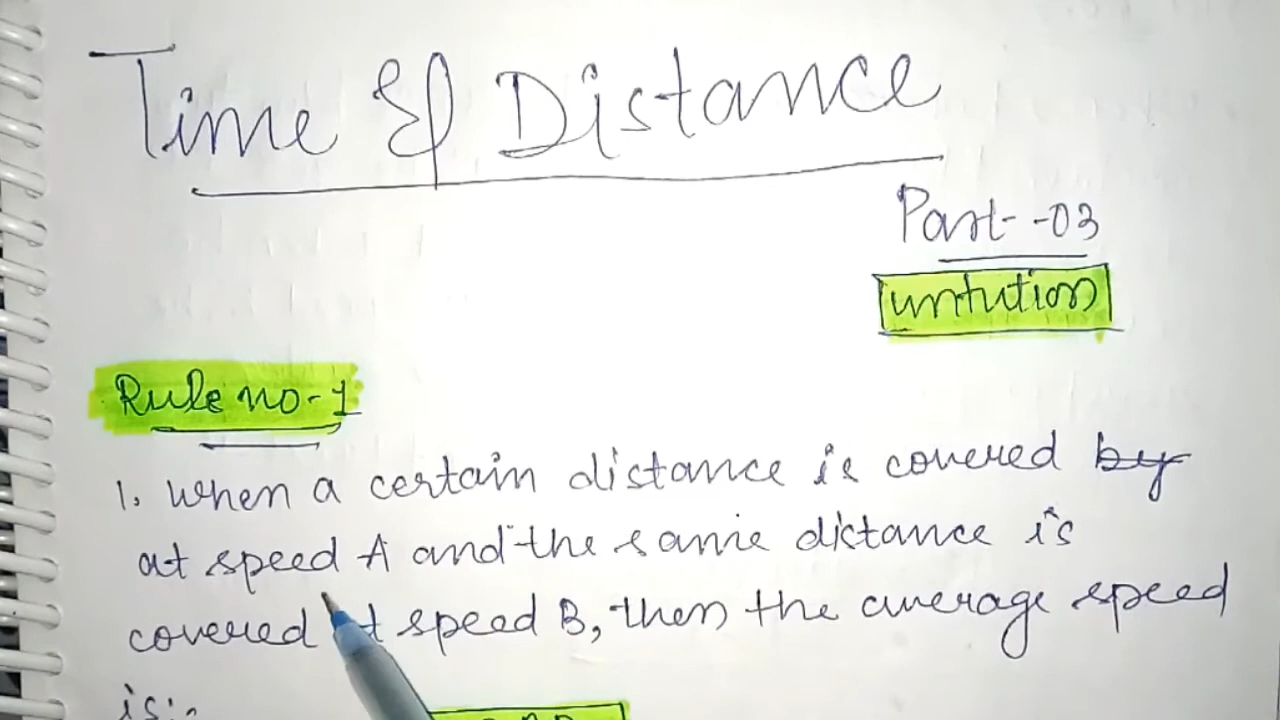 Time & Distance
Part-03
untution
Rule no-1
1. when a certain distance is covered by
at speed A and the same distance is
covered at speed B, then the average speed
is:-